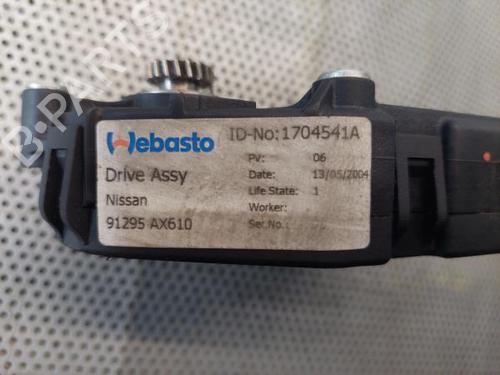 Webasto
ID-No:1704541A
Drive Assy
PV: 06
Date: 13/05/2004
Nissan
Life State: 1
Worker:
91295 AX610
Ser.No.:
B-PARTS